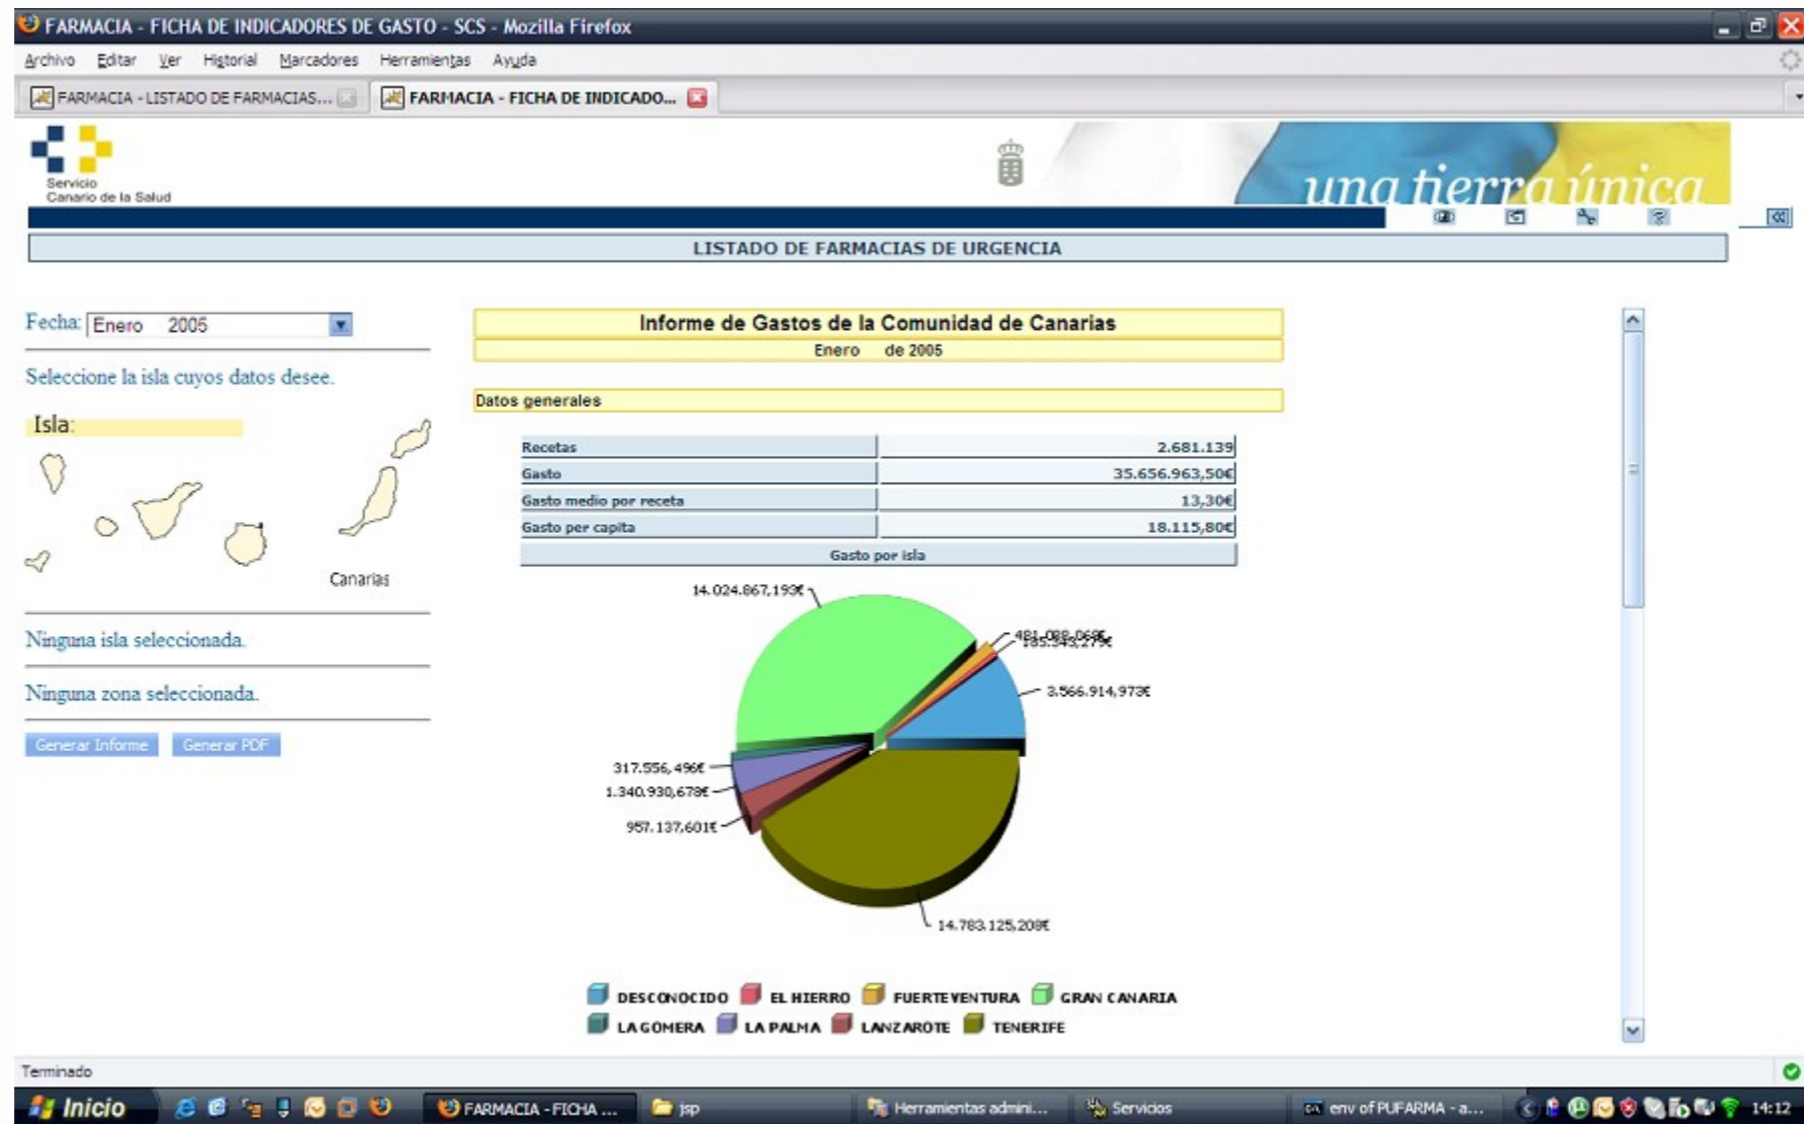 FARMACIA - FICHA DE INDICADORES DE GASTO - SCS - Mozilla Firefox
Archivo Editar Ver Historial Marcadores Herramientas Ayuda
FARMACIA - LISTADO DE FARMACIAS... FARMACIA - FICHA DE INDICADO...
Servicio
Canario de la Salud
una tierra única
LISTADO DE FARMACIAS DE URGENCIA
Fecha: Enero 2005
Informe de Gastos de la Comunidad de Canarias
Enero de 2005
Seleccione la isla cuyos datos desee.
Datos generales
Isla:
Recetas 2.681.139
Gasto 35.656.963,50€
Gasto medio por receta 13,30€
Gasto per capita 18.115,80€
Gasto por isla
Canarias
14.024.867,193€
Ninguna isla seleccionada.
3.566.914,973€
Ninguna zona seleccionada.
Generar Informe Generar PDF
317.556,496€
1.340.930,678€
957.137,601€
14.783.125,208€
DESCONOCIDO EL HIERRO FUERTEVENTURA GRAN CANARIA
LA GOMERA LA PALMA LANZAROTE TENERIFE
Terminado
Inicio FARMACIA - FICHA ... jsp Herramientas admini... Servicios env of PUFARMA - a... 14:12